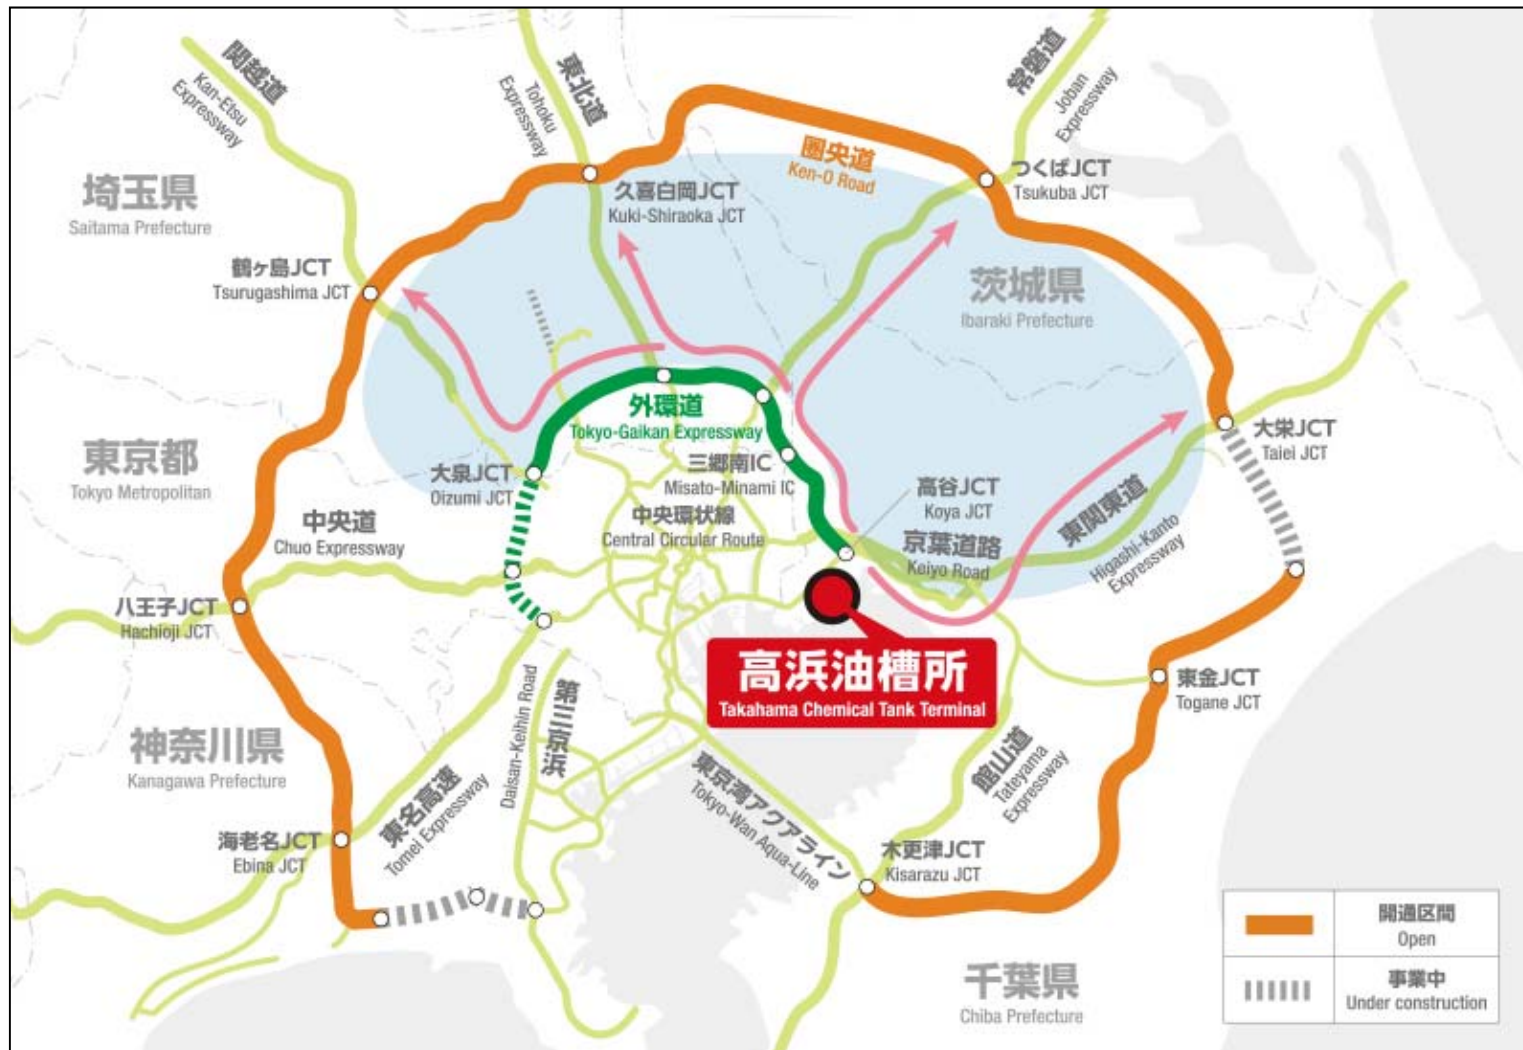 関越道
Kan-Etsu
Expressway
東北道
Tohoku
Expressway
常磐道
Joban
Expressway
圏央道
Ken-O Road
つくばJCT
Tsukuba JCT
久喜白岡JCT
Kuki-Shiraoka JCT
埼玉県
Saitama Prefecture
鶴ヶ島JCT
Tsurugashima JCT
茨城県
Ibaraki Prefecture
外環道
Tokyo-Gaikan Expressway
東京都
Tokyo Metropolitan
大泉JCT
Oizumi JCT
三郷南IC
Misato-Minami IC
大栄JCT
Taiei JCT
高谷JCT
Koya JCT
中央道
Chuo Expressway
中央環状線
Central Circular Route
京葉道路
Keiyo Road
東関東道
Higashi-Kanto
Expressway
八王子JCT
Hachioji JCT
高浜油槽所
Takahama Chemical Tank Terminal
東金JCT
Togane JCT
神奈川県
Kanagawa Prefecture
第三京浜
Daisan-Keihin Road
東名高速
Tomei Expressway
東京湾アクアライン
Tokyo-Wan Aqua-Line
館山道
Tateyama
Expressway
海老名JCT
Ebina JCT
木更津JCT
Kisarazu JCT
千葉県
Chiba Prefecture
開通区間
Open
事業中
Under construction